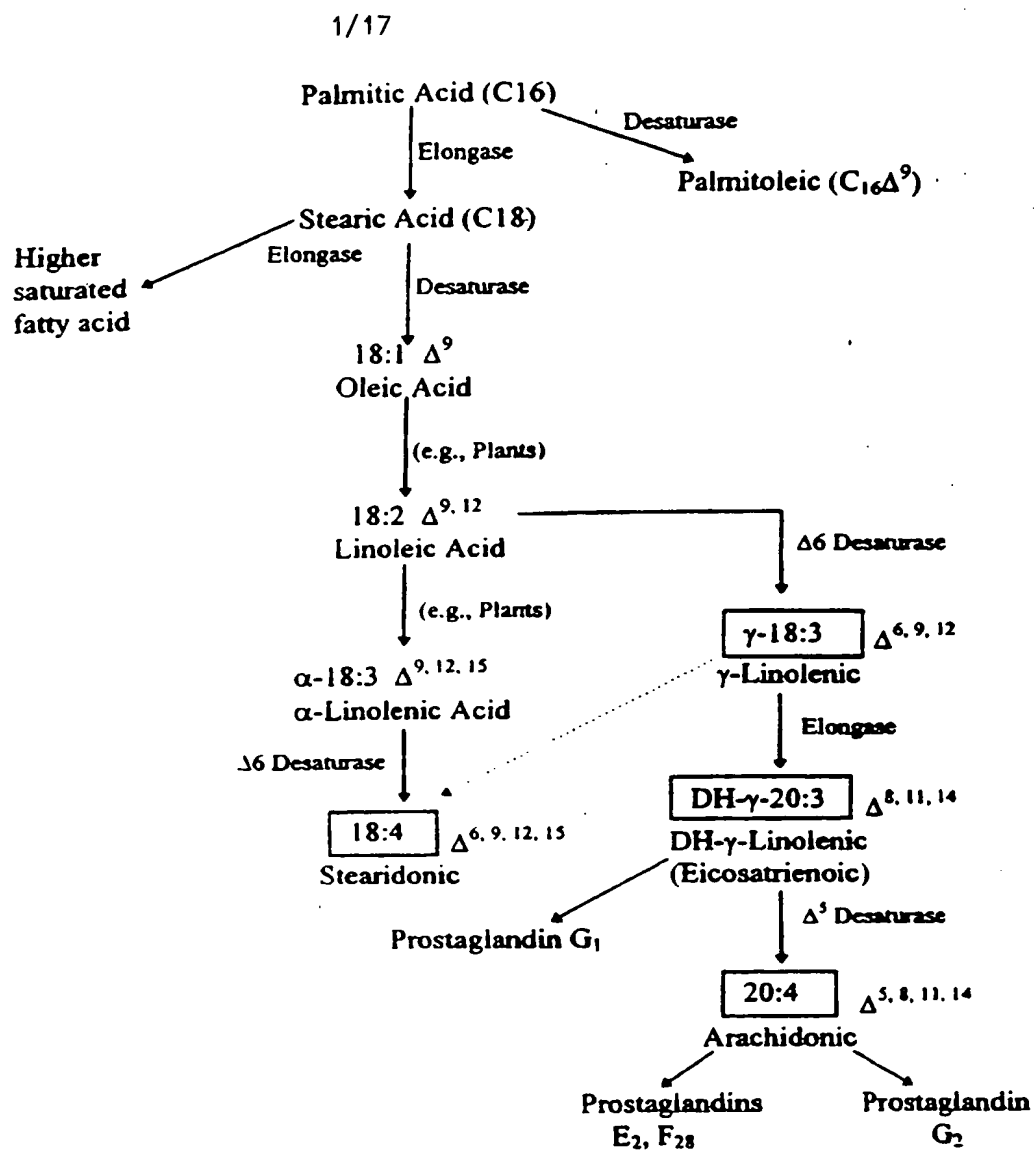 1/17
Palmitic Acid (C16)
Desaturase
Elongase
Palmitoleic (C₁₆Δ⁹)
Stearic Acid (C18)
Elongase
Higher
saturated
fatty acid
Desaturase
18:1 Δ⁹
Oleic Acid
(e.g., Plants)
18:2 Δ⁹,¹²
Linoleic Acid
Δ6 Desaturase
(e.g., Plants)
γ-18:3 Δ⁶,⁹,¹²
γ-Linolenic
α-18:3 Δ⁹,¹²,¹⁵
α-Linolenic Acid
Elongase
Δ6 Desaturase
DH-γ-20:3 Δ⁸,¹¹,¹⁴
DH-γ-Linolenic
(Eicosatrienoic)
18:4 Δ⁶,⁹,¹²,¹⁵
Stearidonic
Δ⁵ Desaturase
Prostaglandin G₁
20:4 Δ⁵,⁸,¹¹,¹⁴
Arachidonic
Prostaglandins
E₂, F₂₈
Prostaglandin
G₂